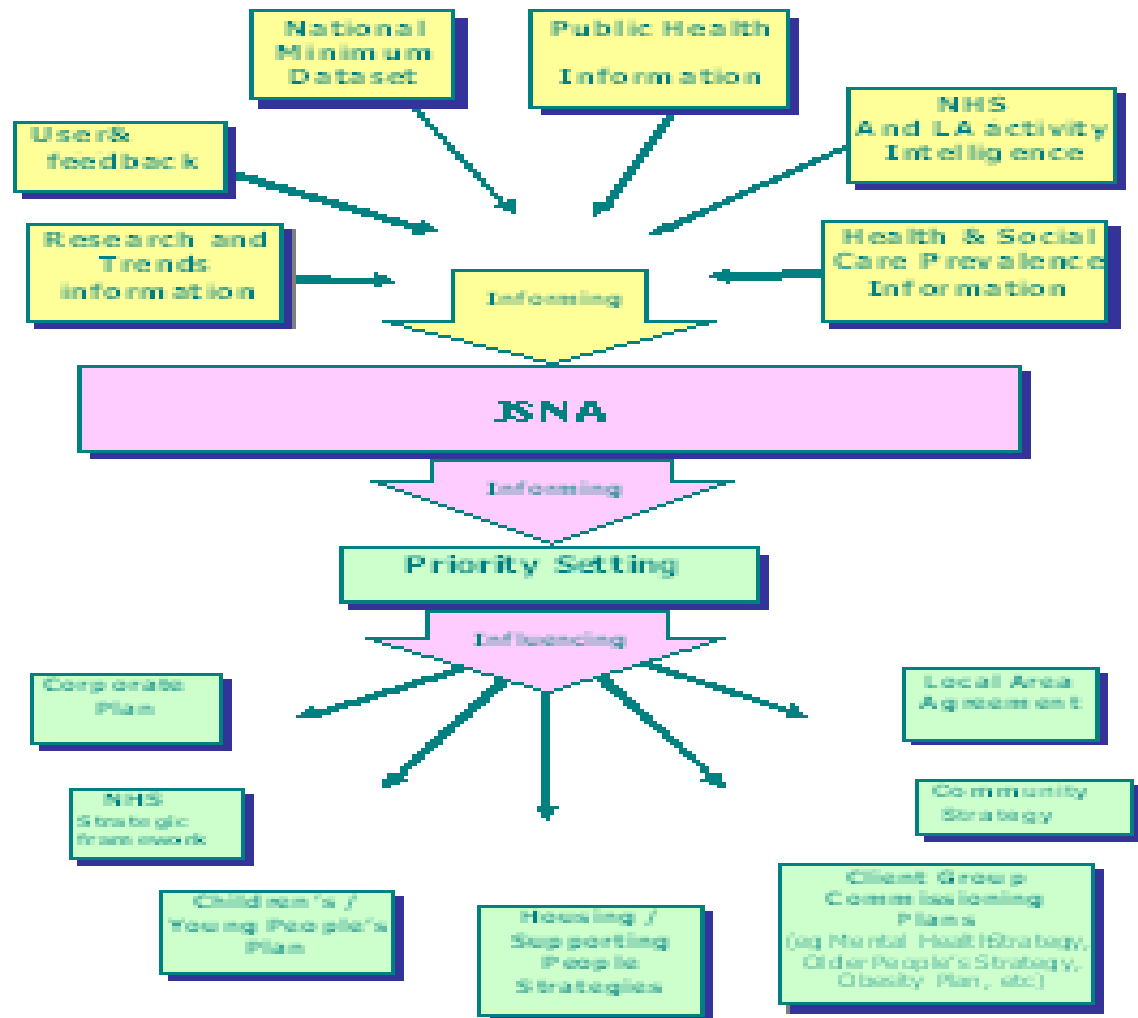 National
Minimum
Dataset
Public Health
Information
NHS
And LA activity
Intelligence
User&
feedback
Research and
Trends
information
Health & Social
Care Prevalence
Information
Informing
JSNA
Informing
Priority Setting
Influencing
Corporate
Plan
Local Area
Agreement
NHS
Strategic
framework
Community
Strategy
Children's /
Young People's
Plan
Housing /
Supporting
People
Strategies
Client Group
Commissioning
Plans
(eg Mental HealthStrategy,
OlderPeople's Strategy,
Obesity Plan, etc)